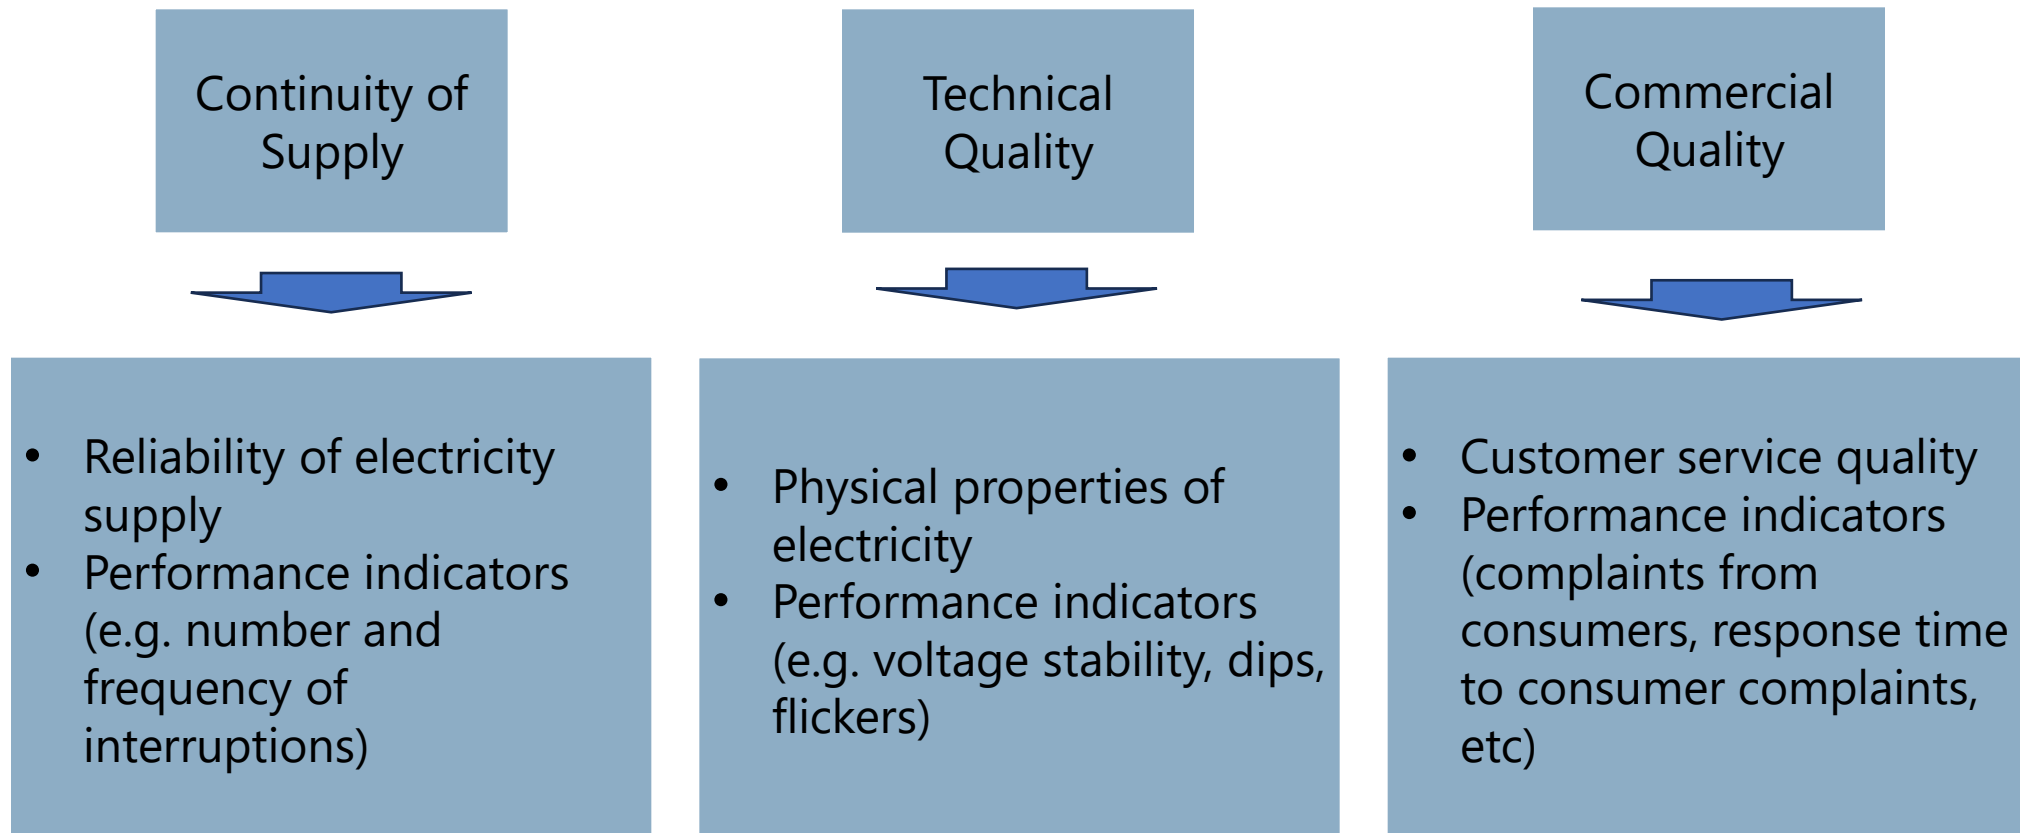 Continuity of
Supply
Technical
Quality
Commercial
Quality
• Reliability of electricity
supply
• Performance indicators
(e.g. number and
frequency of
interruptions)
• Physical properties of
electricity
• Performance indicators
(e.g. voltage stability, dips,
flickers)
• Customer service quality
• Performance indicators
(complaints from
consumers, response time
to consumer complaints,
etc)